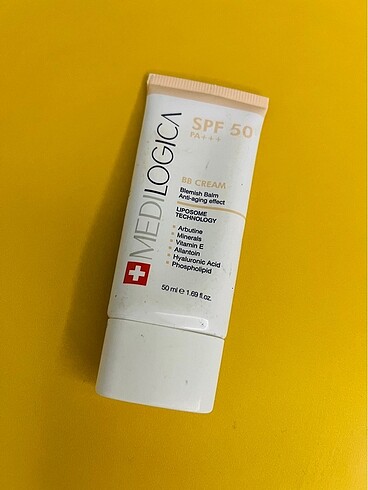 MEDILOGICA
SPF 50
PA+++
BB CREAM
Blemish Balm
Anti-aging effect
LIPOSOME
TECHNOLOGY
Arbutine
Minerals
Vitamin E
Allantoin
Hyaluronic Acid
Phospholipid
50 ml e 1.69 fl.oz.